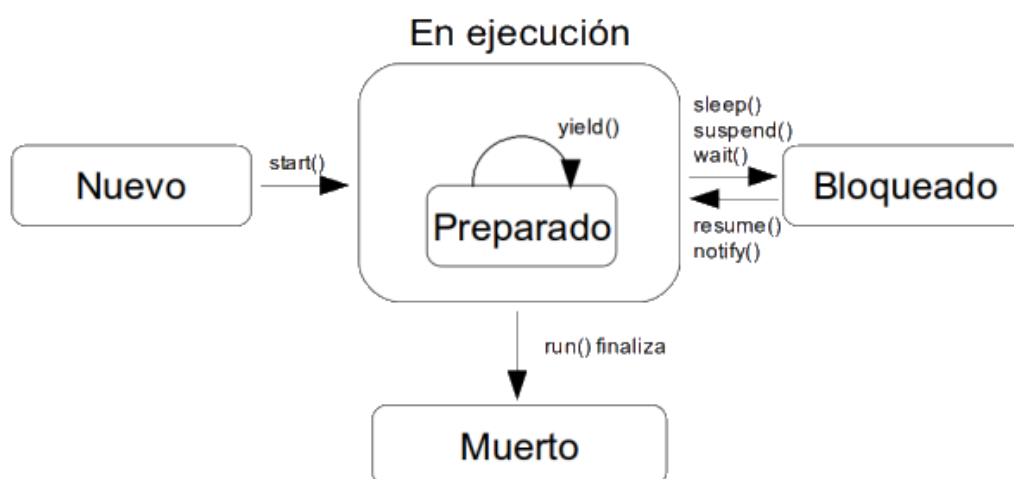 En ejecución
sleep()
suspend()
wait()
yield()
start()
Nuevo
Preparado
Bloqueado
resume()
notify()
run() finaliza
Muerto